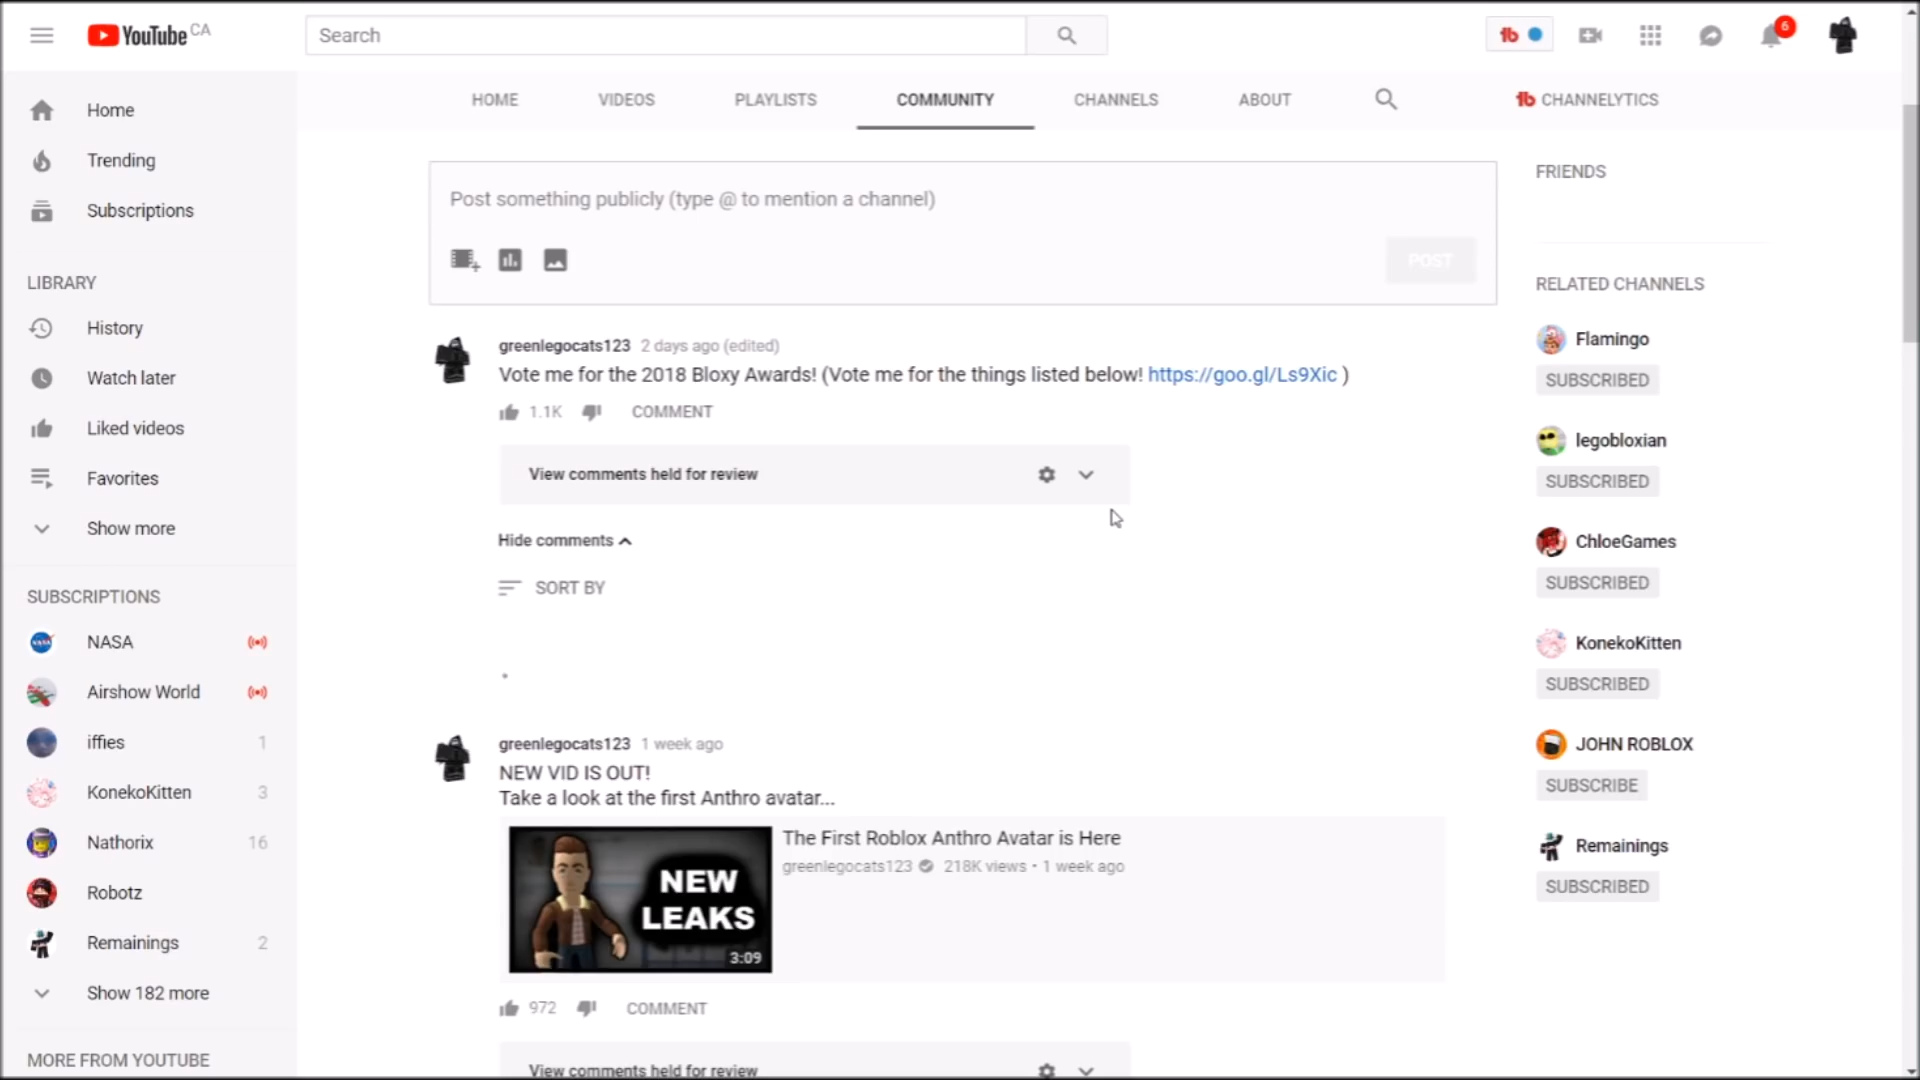 YouTube CA
Search
6
Home
Trending
Subscriptions
LIBRARY
History
Watch later
Liked videos
Favorites
Show more
SUBSCRIPTIONS
NASA
Airshow World
iffies 1
KonekoKitten 3
Nathorix 16
Robotz
Remainings 2
Show 182 more
MORE FROM YOUTUBE
HOME VIDEOS PLAYLISTS COMMUNITY CHANNELS ABOUT CHANNELYTICS
Post something publicly (type @ to mention a channel)
POST
greenlegocats123 2 days ago (edited)
Vote me for the 2018 Bloxy Awards! (Vote me for the things listed below! https://goo.gl/Ls9Xic )
1.1K COMMENT
View comments held for review
Hide comments
SORT BY
greenlegocats123 1 week ago
NEW VID IS OUT!
Take a look at the first Anthro avatar...
NEW
LEAKS
3:09
The First Roblox Anthro Avatar is Here
greenlegocats123 218K views • 1 week ago
972 COMMENT
View comments held for review
FRIENDS
RELATED CHANNELS
Flamingo
SUBSCRIBED
legobloxian
SUBSCRIBED
ChloeGames
SUBSCRIBED
KonekoKitten
SUBSCRIBED
JOHN ROBLOX
SUBSCRIBE
Remainings
SUBSCRIBED